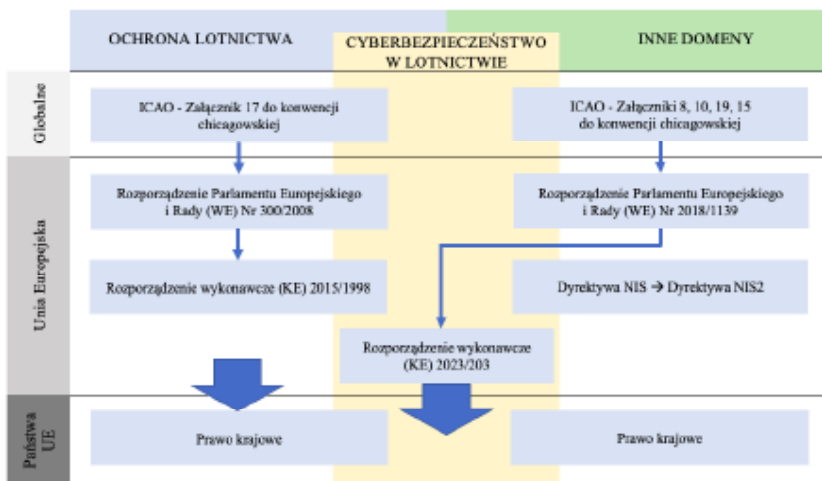 OCHRONA LOTNICTWA
CYBERBEZPIECZEŃSTWO
W LOTNICTWIE
INNE DOMENY
Globalne
ICAO - Załącznik 17 do konwencji
chicagowskiej
ICAO - Załączniki 8, 10, 19, 15
do konwencji chicagowskiej
Unia Europejska
Rozporządzenie Parlamentu Europejskiego
i Rady (WE) Nr 300/2008
Rozporządzenie Parlamentu Europejskiego
i Rady (WE) Nr 2018/1139
Rozporządzenie wykonawcze (KE) 2015/1998
Dyrektywa NIS → Dyrektywa NIS2
Rozporządzenie wykonawcze
(KE) 2023/203
Państwa
UE
Prawo krajowe
Prawo krajowe